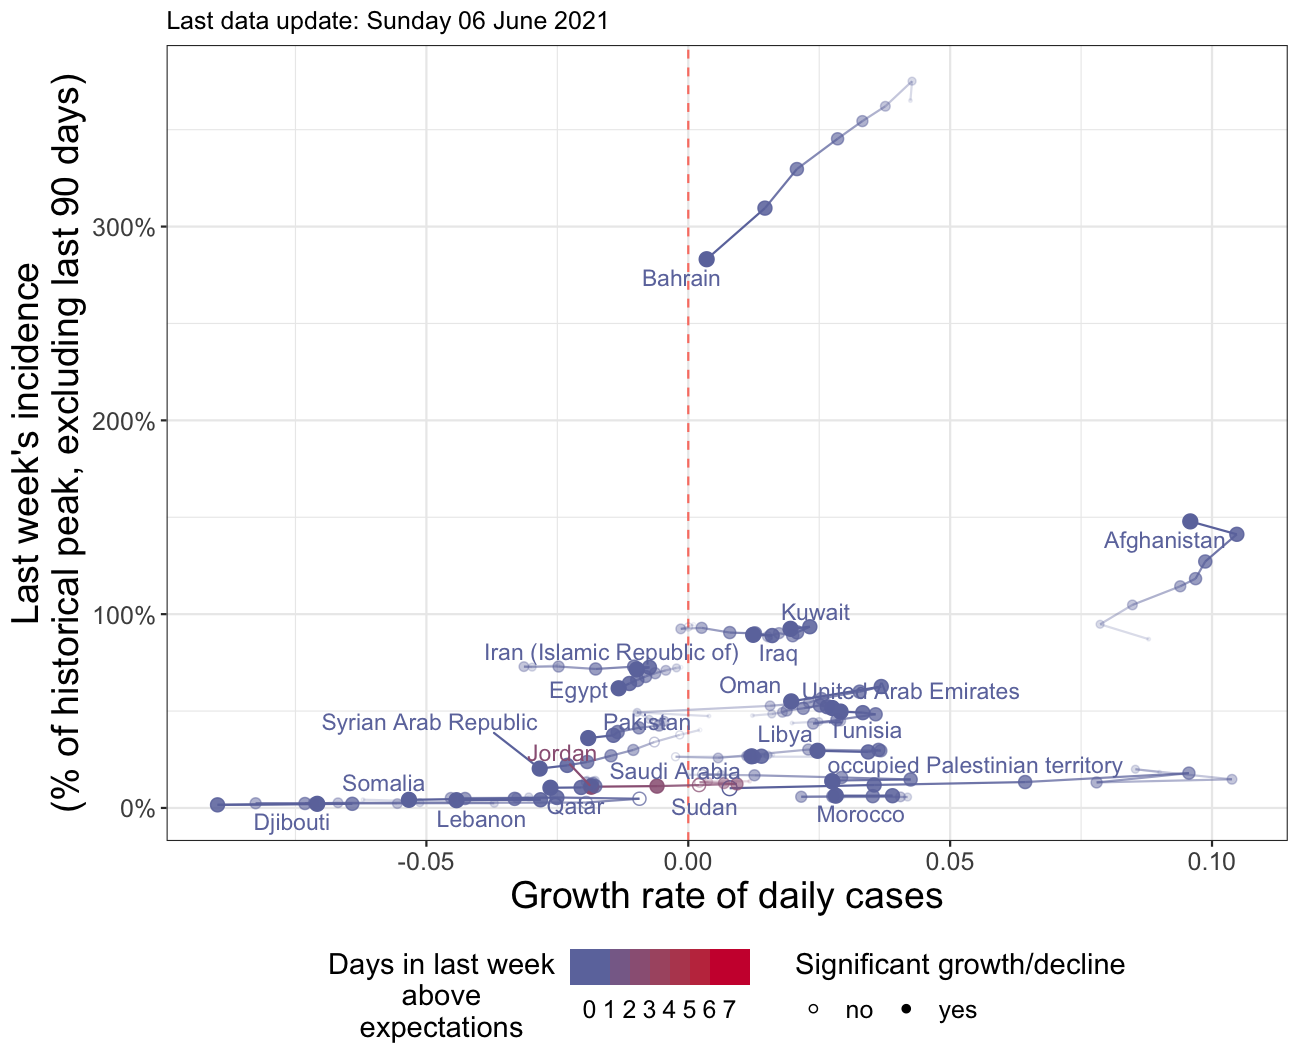 Last data update: Sunday 06 June 2021
Last week's incidence
(% of historical peak, excluding last 90 days)
300%
200%
100%
0%
Bahrain
Afghanistan
Kuwait
Iran (Islamic Republic of)
Iraq
Egypt
Oman
United Arab Emirates
Syrian Arab Republic
Pakistan
Libya
Tunisia
Jordan
Saudi Arabia
occupied Palestinian territory
Somalia
Djibouti
Lebanon
Qatar
Sudan
Morocco
-0.05 0.00 0.05 0.10
Growth rate of daily cases
Days in last week
above
expectations
0 1 2 3 4 5 6 7
Significant growth/decline
no yes